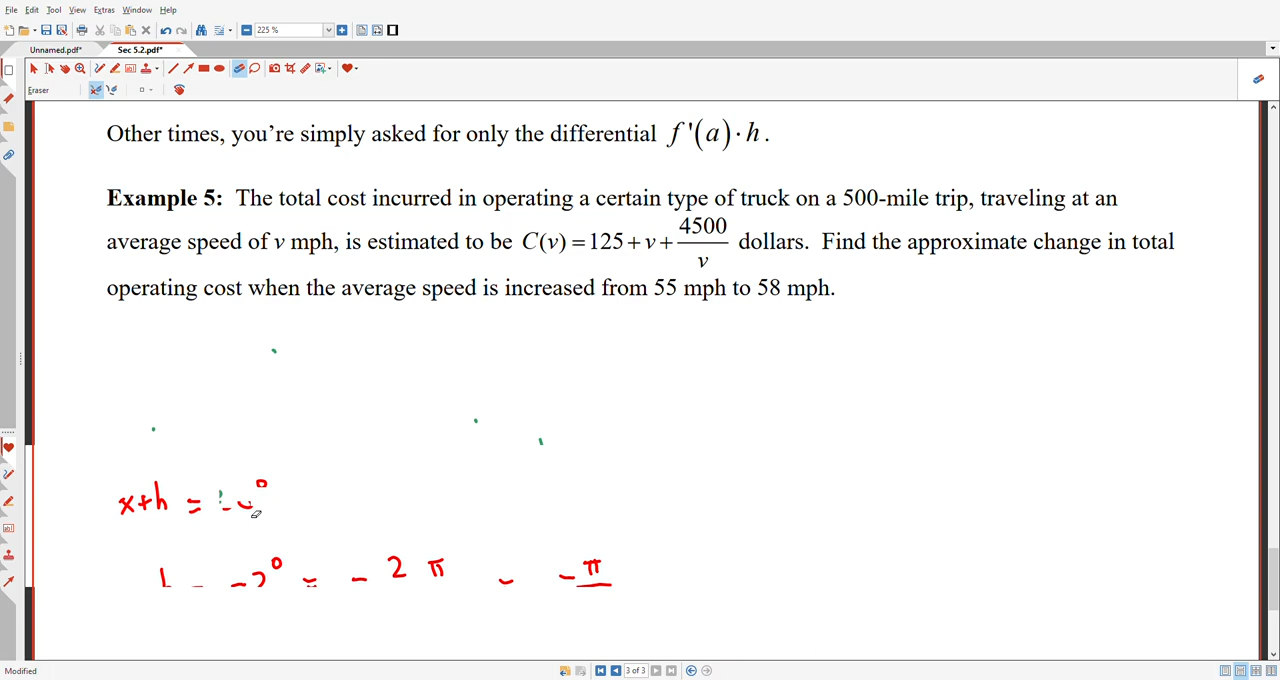 File Edit Tool View Extras Window Help
225 %
Unnamed.pdf* Sec 5.2.pdf*
Eraser
Other times, you’re simply asked for only the differential f '(a)·h.
Example 5: The total cost incurred in operating a certain type of truck on a 500-mile trip, traveling at an
average speed of v mph, is estimated to be C(v) = 125 + v + 4500/v dollars. Find the approximate change in total
operating cost when the average speed is increased from 55 mph to 58 mph.
x+h =
= - 2 π - π
Modified
3 of 3